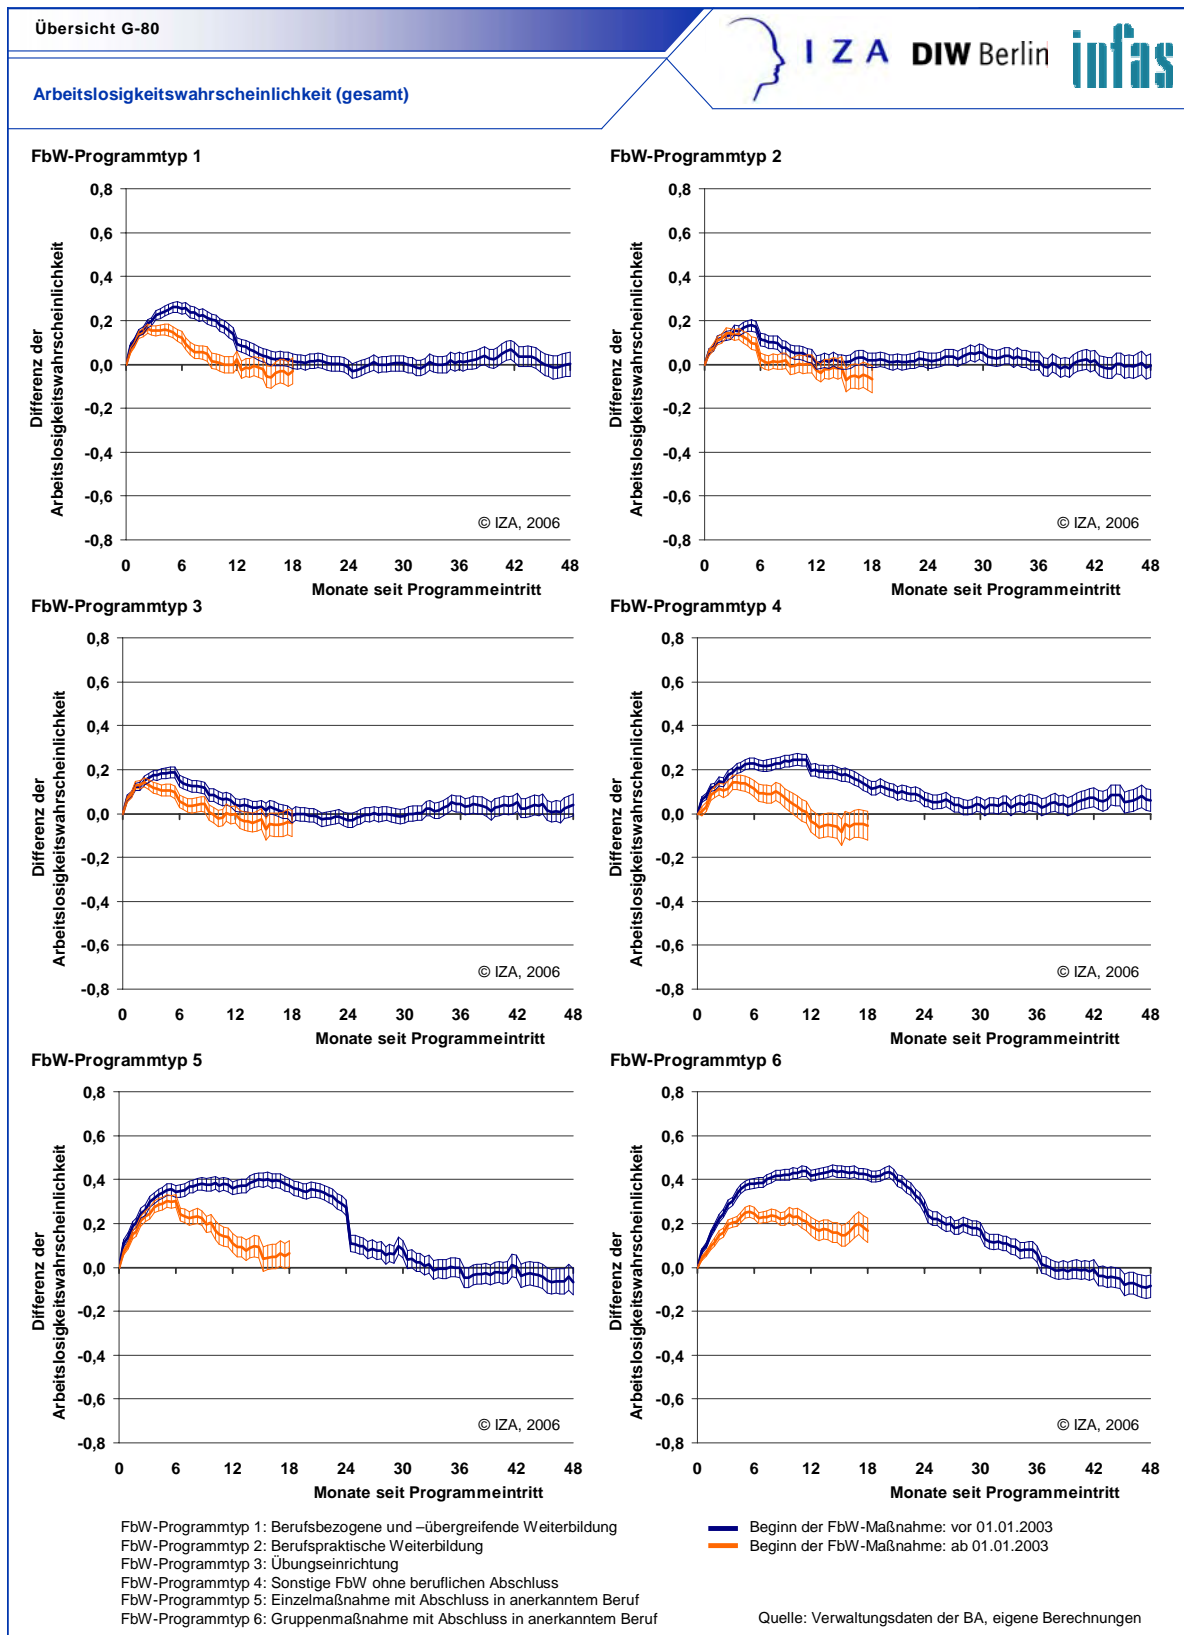 Übersicht G-80
IZA DIW Berlin infas
Arbeitslosigkeitswahrscheinlichkeit (gesamt)
FbW-Programmtyp 1
Differenz der
Arbeitslosigkeitswahrscheinlichkeit
0,8
0,6
0,4
0,2
0,0
-0,2
-0,4
-0,6
-0,8
© IZA, 2006
0 6 12 18 24 30 36 42 48
Monate seit Programmeintritt
FbW-Programmtyp 2
Differenz der
Arbeitslosigkeitswahrscheinlichkeit
0,8
0,6
0,4
0,2
0,0
-0,2
-0,4
-0,6
-0,8
© IZA, 2006
0 6 12 18 24 30 36 42 48
Monate seit Programmeintritt
FbW-Programmtyp 3
Differenz der
Arbeitslosigkeitswahrscheinlichkeit
0,8
0,6
0,4
0,2
0,0
-0,2
-0,4
-0,6
-0,8
© IZA, 2006
0 6 12 18 24 30 36 42 48
Monate seit Programmeintritt
FbW-Programmtyp 4
Differenz der
Arbeitslosigkeitswahrscheinlichkeit
0,8
0,6
0,4
0,2
0,0
-0,2
-0,4
-0,6
-0,8
© IZA, 2006
0 6 12 18 24 30 36 42 48
Monate seit Programmeintritt
FbW-Programmtyp 5
Differenz der
Arbeitslosigkeitswahrscheinlichkeit
0,8
0,6
0,4
0,2
0,0
-0,2
-0,4
-0,6
-0,8
© IZA, 2006
0 6 12 18 24 30 36 42 48
Monate seit Programmeintritt
FbW-Programmtyp 6
Differenz der
Arbeitslosigkeitswahrscheinlichkeit
0,8
0,6
0,4
0,2
0,0
-0,2
-0,4
-0,6
-0,8
© IZA, 2006
0 6 12 18 24 30 36 42 48
Monate seit Programmeintritt
FbW-Programmtyp 1: Berufsbezogene und –übergreifende Weiterbildung
FbW-Programmtyp 2: Berufspraktische Weiterbildung
FbW-Programmtyp 3: Übungseinrichtung
FbW-Programmtyp 4: Sonstige FbW ohne beruflichen Abschluss
FbW-Programmtyp 5: Einzelmaßnahme mit Abschluss in anerkanntem Beruf
FbW-Programmtyp 6: Gruppenmaßnahme mit Abschluss in anerkanntem Beruf
Beginn der FbW-Maßnahme: vor 01.01.2003
Beginn der FbW-Maßnahme: ab 01.01.2003
Quelle: Verwaltungsdaten der BA, eigene Berechnungen